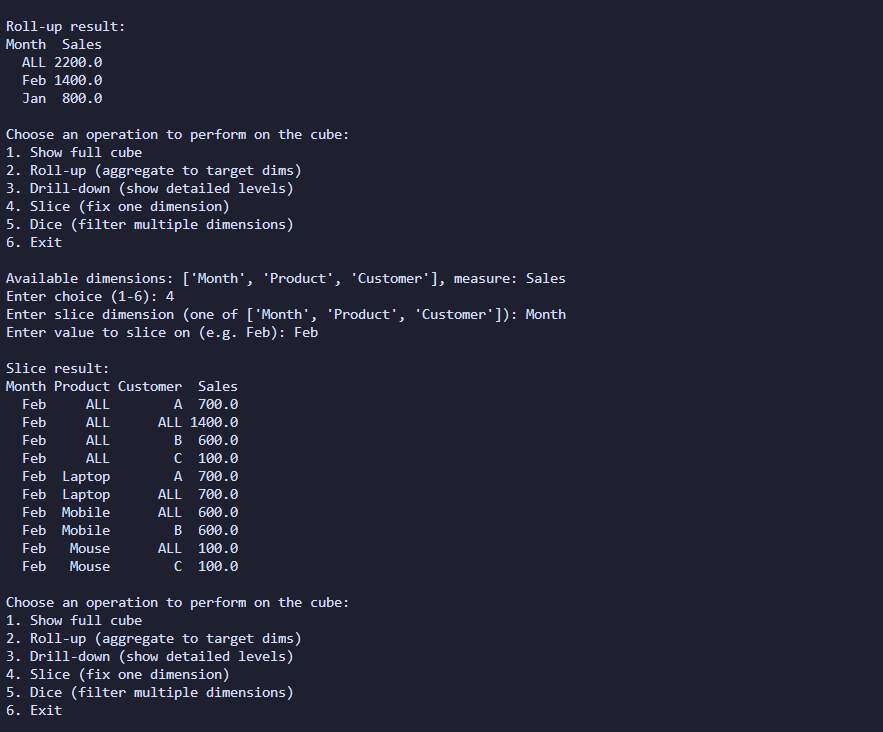 Roll-up result:
Month  Sales
  ALL 2200.0
  Feb 1400.0
  Jan  800.0

Choose an operation to perform on the cube:
1. Show full cube
2. Roll-up (aggregate to target dims)
3. Drill-down (show detailed levels)
4. Slice (fix one dimension)
5. Dice (filter multiple dimensions)
6. Exit

Available dimensions: ['Month', 'Product', 'Customer'], measure: Sales
Enter choice (1-6): 4
Enter slice dimension (one of ['Month', 'Product', 'Customer']): Month
Enter value to slice on (e.g. Feb): Feb

Slice result:
Month Product Customer  Sales
  Feb     ALL        A  700.0
  Feb     ALL      ALL 1400.0
  Feb     ALL        B  600.0
  Feb     ALL        C  100.0
  Feb  Laptop        A  700.0
  Feb  Laptop      ALL  700.0
  Feb  Mobile      ALL  600.0
  Feb  Mobile        B  600.0
  Feb   Mouse      ALL  100.0
  Feb   Mouse        C  100.0

Choose an operation to perform on the cube:
1. Show full cube
2. Roll-up (aggregate to target dims)
3. Drill-down (show detailed levels)
4. Slice (fix one dimension)
5. Dice (filter multiple dimensions)
6. Exit